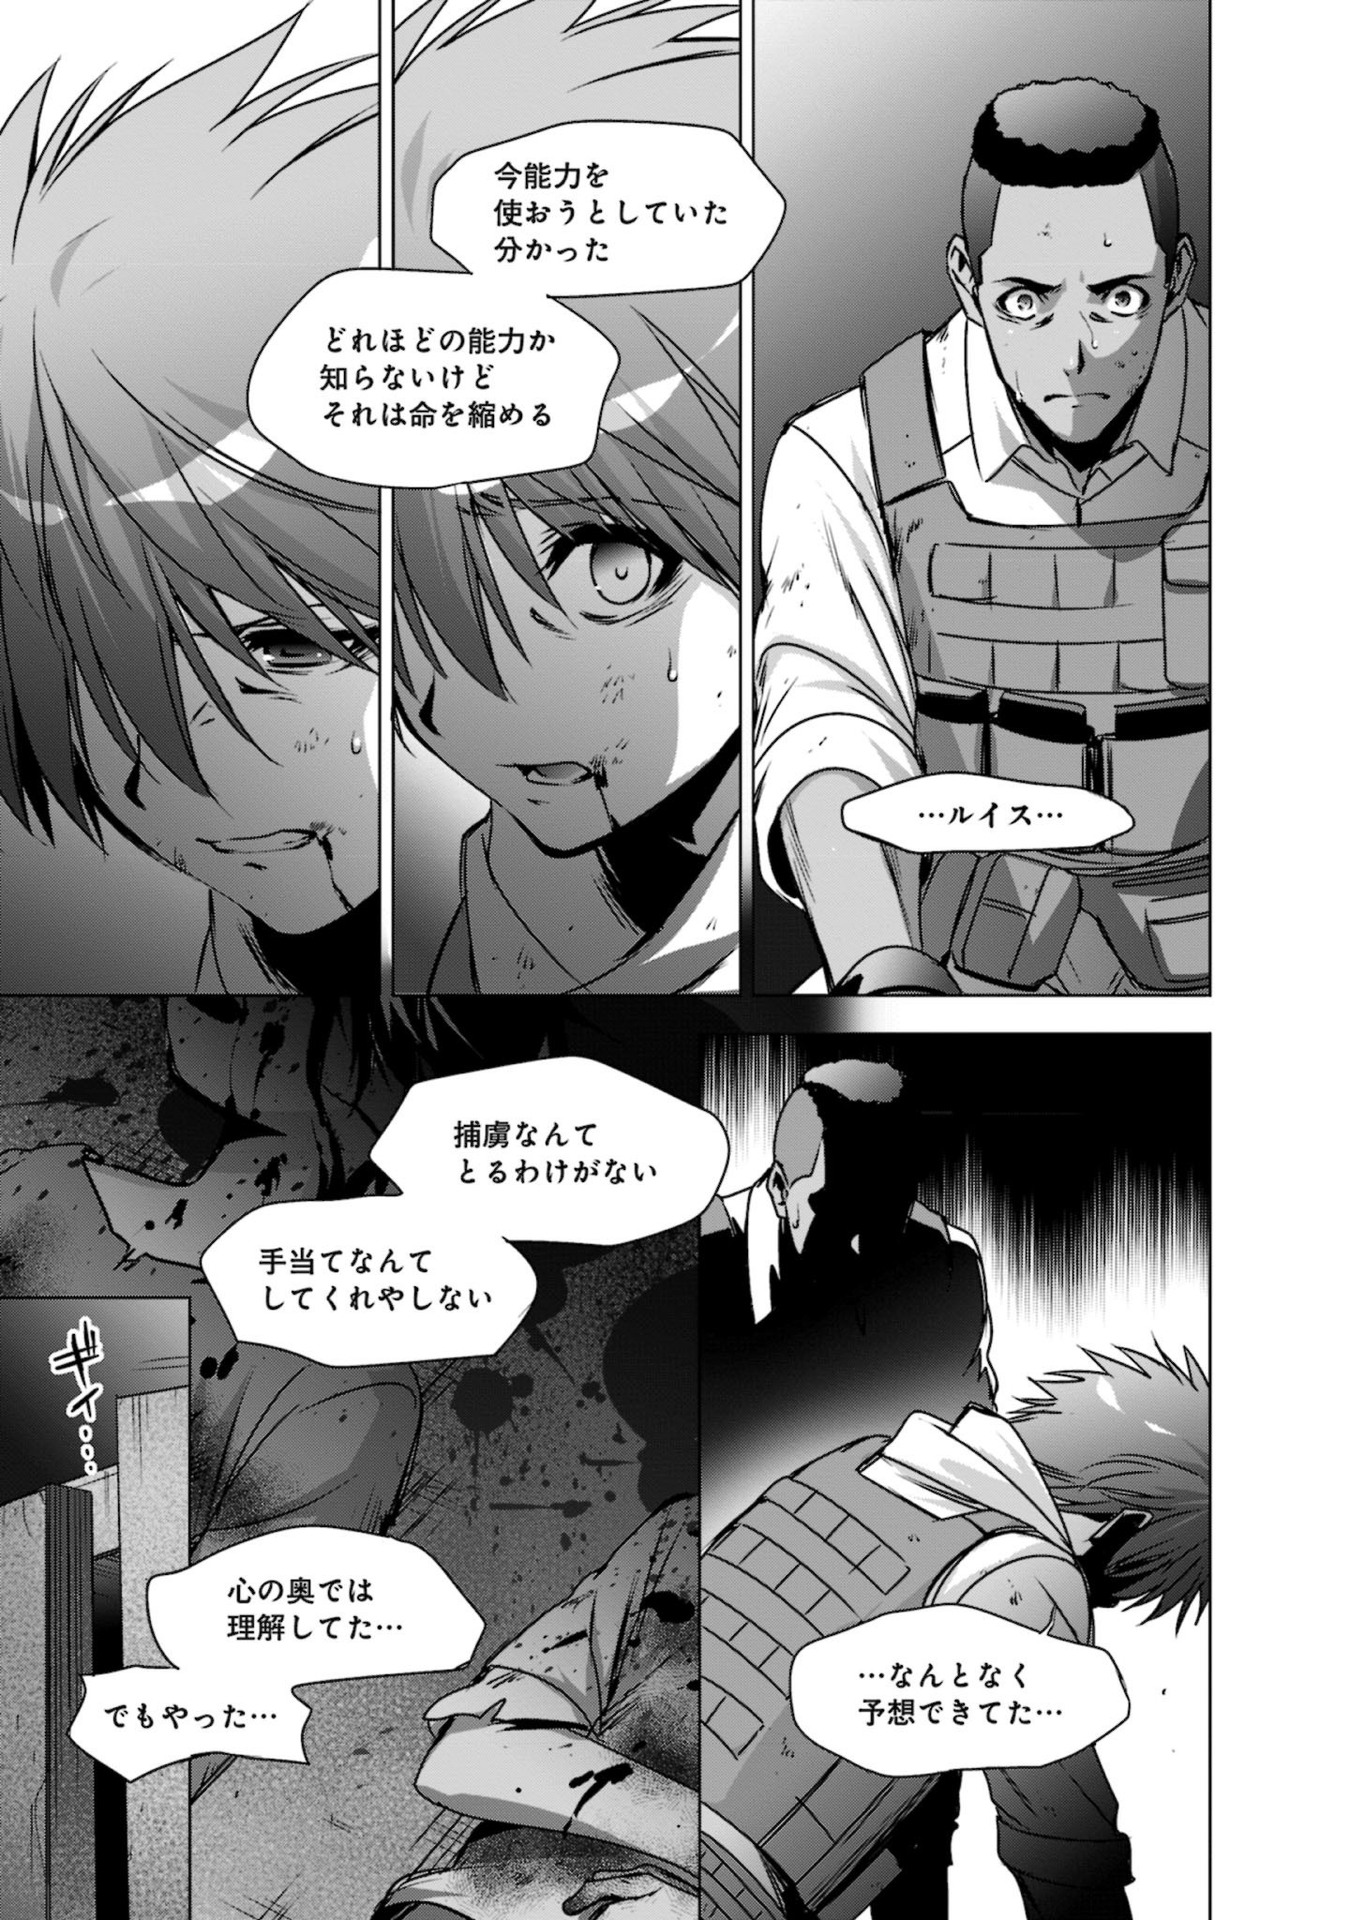 …ルイス…
今能力を
使おうとしていた
分かった
どれほどの能力か
知らないけど
それは命を縮める
…なんとなく
予想できてた…
捕虜なんて
とるわけがない
手当てなんて
してくれやしない
心の奥では
理解してた…
でもやった…
ギィ…